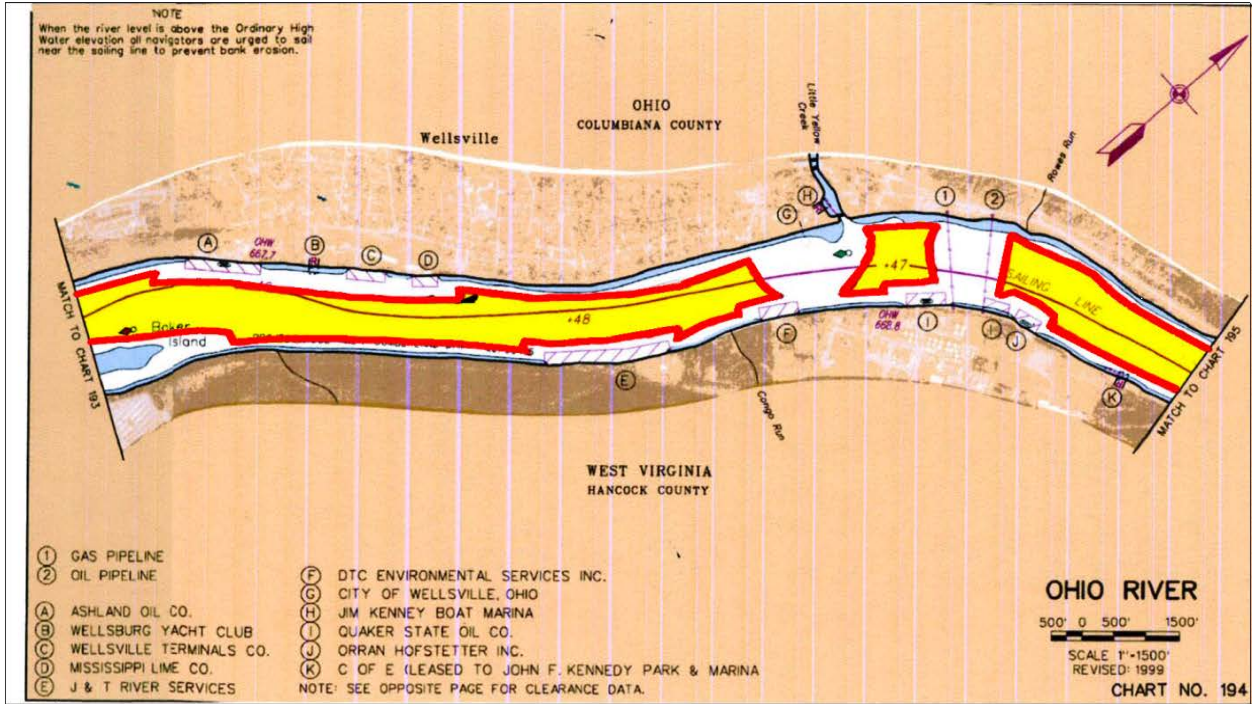 NOTE
When the river level is above the Ordinary High
Water elevation all navigators are urged to sail
near the sailing line to prevent bank erosion.
OHIO
COLUMBIANA COUNTY
Wellsville
Little Yellow
Creek
Rowes Run
A
OHW
667.7
B
C
D
G
H
1
2
+47
SAILING LINE
+48
Baker
Island
MATCH TO CHART 193
MATCH TO CHART 195
E
F
OHW
668.8
I
I
J
K
Congo Run
WEST VIRGINIA
HANCOCK COUNTY
1 GAS PIPELINE
2 OIL PIPELINE
A ASHLAND OIL CO.
B WELLSBURG YACHT CLUB
C WELLSVILLE TERMINALS CO.
D MISSISSIPPI LIME CO.
E J & T RIVER SERVICES
F DTC ENVIRONMENTAL SERVICES INC.
G CITY OF WELLSVILLE, OHIO
H JIM KENNEY BOAT MARINA
I QUAKER STATE OIL CO.
J ORRAN HOFSTETTER INC.
K C OF E (LEASED TO JOHN F. KENNEDY PARK & MARINA
NOTE: SEE OPPOSITE PAGE FOR CLEARANCE DATA.
OHIO RIVER
500' 0 500' 1500'
SCALE 1"=1500'
REVISED: 1999
CHART NO. 194